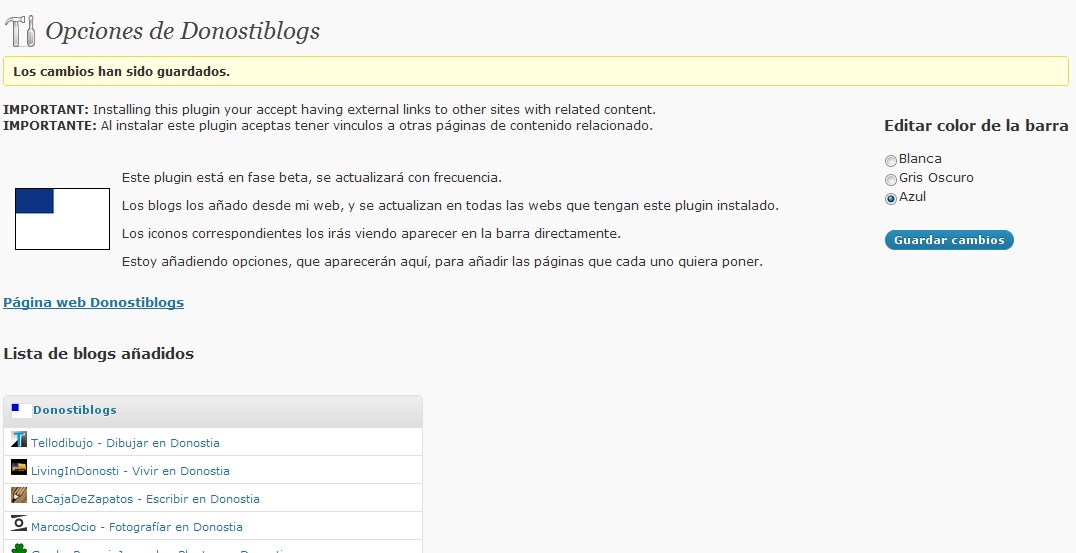 Opciones de Donostiblogs
Los cambios han sido guardados.
IMPORTANT: Installing this plugin your accept having external links to other sites with related content.
IMPORTANTE: Al instalar este plugin aceptas tener vinculos a otras páginas de contenido relacionado.
Este plugin está en fase beta, se actualizará con frecuencia.
Los blogs los añado desde mi web, y se actualizan en todas las webs que tengan este plugin instalado.
Los iconos correspondientes los irás viendo aparecer en la barra directamente.
Estoy añadiendo opciones, que aparecerán aquí, para añadir las páginas que cada uno quiera poner.
Editar color de la barra
Blanca
Gris Oscuro
Azul
Guardar cambios
Página web Donostiblogs
Lista de blogs añadidos
Donostiblogs
Tellodibujo - Dibujar en Donostia
LivingInDonosti - Vivir en Donostia
LaCajaDeZapatos - Escribir en Donostia
MarcosOcio - Fotografíar en Donostia